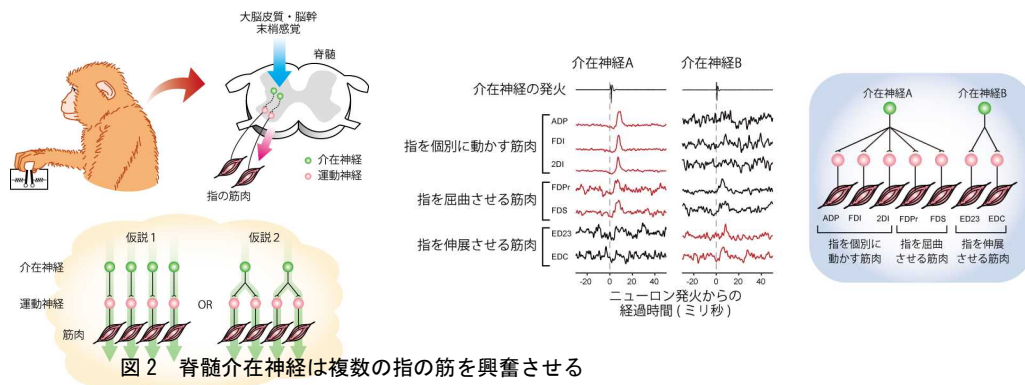 大脳皮質・脳幹
末梢感覚
脊髄
介在神経
運動神経
指の筋肉
仮説1
仮説2
介在神経
運動神経
OR
筋肉
介在神経A
介在神経B
介在神経の発火
指を個別に動かす筋肉
ADP
FDI
2DI
指を屈曲させる筋肉
FDPr
FDS
指を伸展させる筋肉
ED23
EDC
-20 0 20 40
-20 0 20 40
ニューロン発火からの
経過時間(ミリ秒)
介在神経A
介在神経B
ADP FDI 2DI FDPr FDS ED23 EDC
指を個別に
動かす筋肉
指を屈曲
させる筋肉
指を伸展
させる筋肉
図2 脊髄介在神経は複数の指の筋を興奮させる